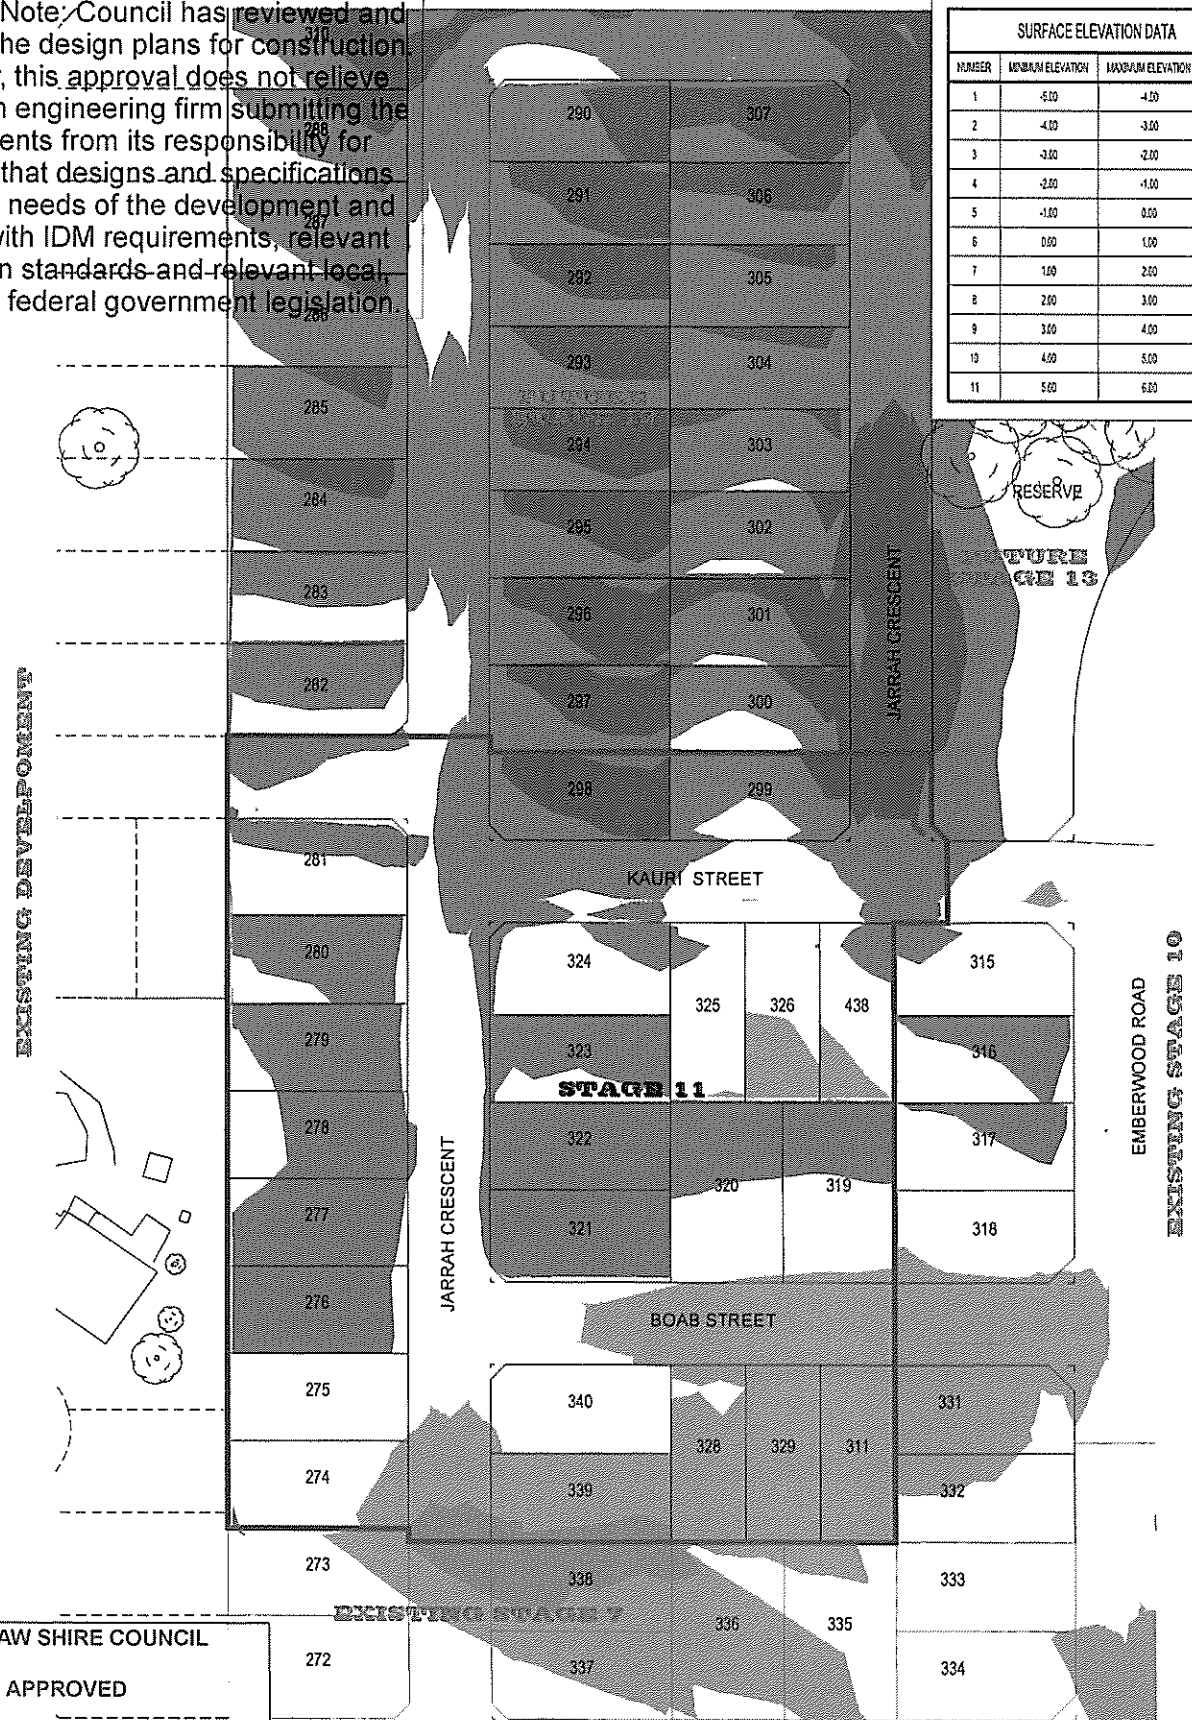 Note: Council has reviewed and
he design plans for construction.
, this approval does not relieve
n engineering firm submitting the
ents from its responsibility for
that designs and specifications
needs of the development and
vith IDM requirements, relevant
n standards and relevant local,
federal government legislation.
SURFACE ELEVATION DATA
NUMBER MINIMUM ELEVATION MAXIMUM ELEVATION
1 -5.00 -4.00
2 -4.00 -3.00
3 -3.00 -2.00
4 -2.00 -1.00
5 -1.00 0.00
6 0.00 1.00
7 1.00 2.00
8 2.00 3.00
9 3.00 4.00
10 4.00 5.00
11 5.00 6.00
290 307
288
291 306
287
292 305
286
293 304
FUTURE
285
294 303
284
295 302
RESERVE
TURE
GE 13
283
296 301
JARRAH CRESCENT
282
297 300
EXISTING DEVELPOMENT
298 299
281
KAURI STREET
280
324 325 326 438 315
279
323 316
STAGE 11
278
322 317
320 319
277
321 318
JARRAH CRESCENT
EMBERWOOD ROAD
EXISTING STAGE 10
276
BOAB STREET
275
340 331
328 329 311
274
339 332
273
338 333
EXISTING STAGE 7
336 335
272
337 334
AW SHIRE COUNCIL
APPROVED